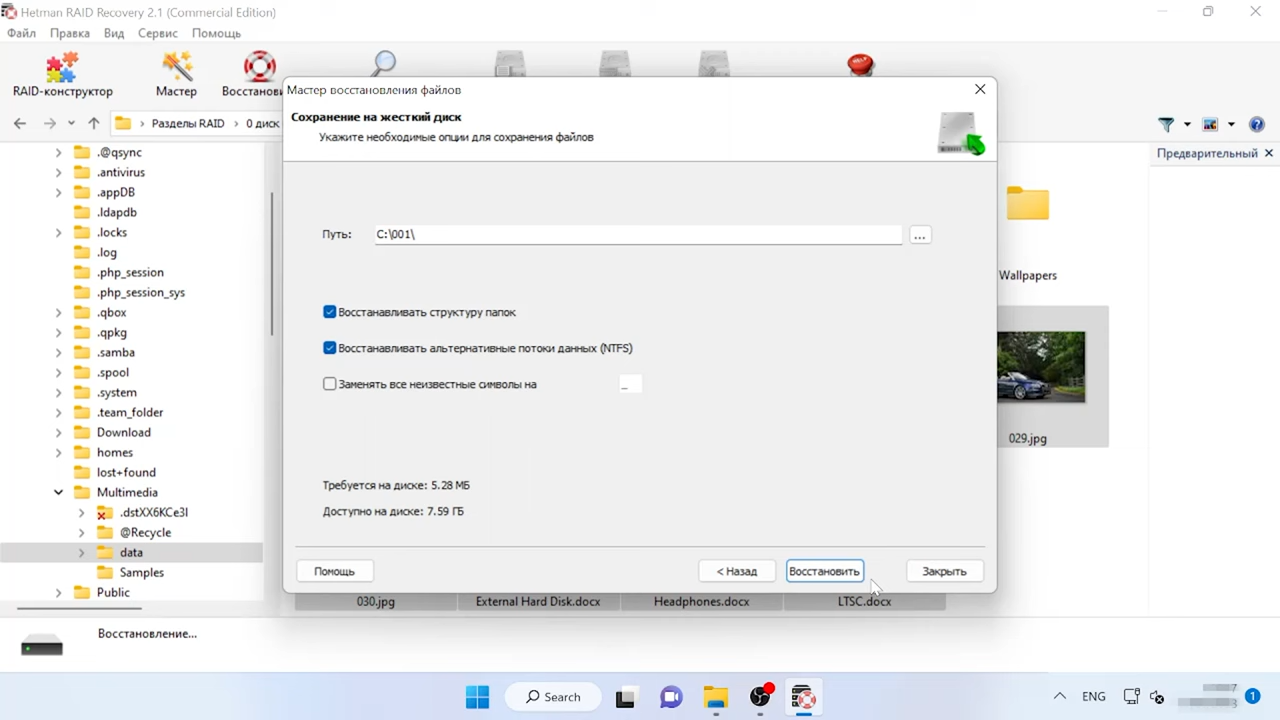 Hetman RAID Recovery 2.1 (Commercial Edition)
Файл Правка Вид Сервис Помощь
RAID-конструктор Мастер Восстанови
HELP
Разделы RAID 0 диск
Мастер восстановления файлов
Сохранение на жесткий диск
Укажите необходимые опции для сохранения файлов
Путь: C:\001\ ...
Восстанавливать структуру папок
Восстанавливать альтернативные потоки данных (NTFS)
Заменять все неизвестные символы на _
Требуется на диске: 5.28 МБ
Доступно на диске: 7.59 ГБ
Помощь < Назад Восстановить Закрыть
.@qsync
.antivirus
.appDB
.ldapdb
.locks
.log
.php_session
.php_session_sys
.qbox
.qpkg
.samba
.spool
.system
.team_folder
Download
homes
lost+found
Multimedia
.dstXX6KCe3I
@Recycle
data
Samples
Public
Предварительный
Wallpapers
029.jpg
030.jpg External Hard Disk.docx Headphones.docx LTSC.docx
Восстановление...
Search ENG 1